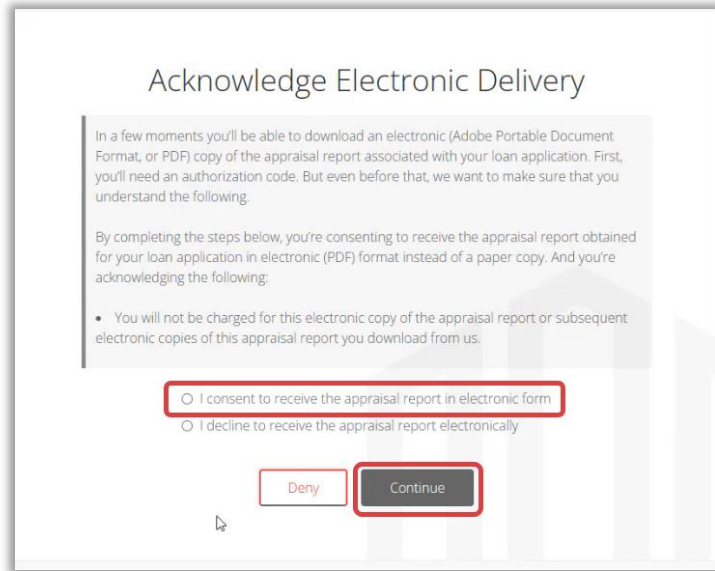 Acknowledge Electronic Delivery
In a few moments you'll be able to download an electronic (Adobe Portable Document
Format, or PDF) copy of the appraisal report associated with your loan application. First,
you'll need an authorization code. But even before that, we want to make sure that you
understand the following.
By completing the steps below, you're consenting to receive the appraisal report obtained
for your loan application in electronic (PDF) format instead of a paper copy. And you're
acknowledging the following:
• You will not be charged for this electronic copy of the appraisal report or subsequent
electronic copies of this appraisal report you download from us.
I consent to receive the appraisal report in electronic form
I decline to receive the appraisal report electronically
Deny Continue